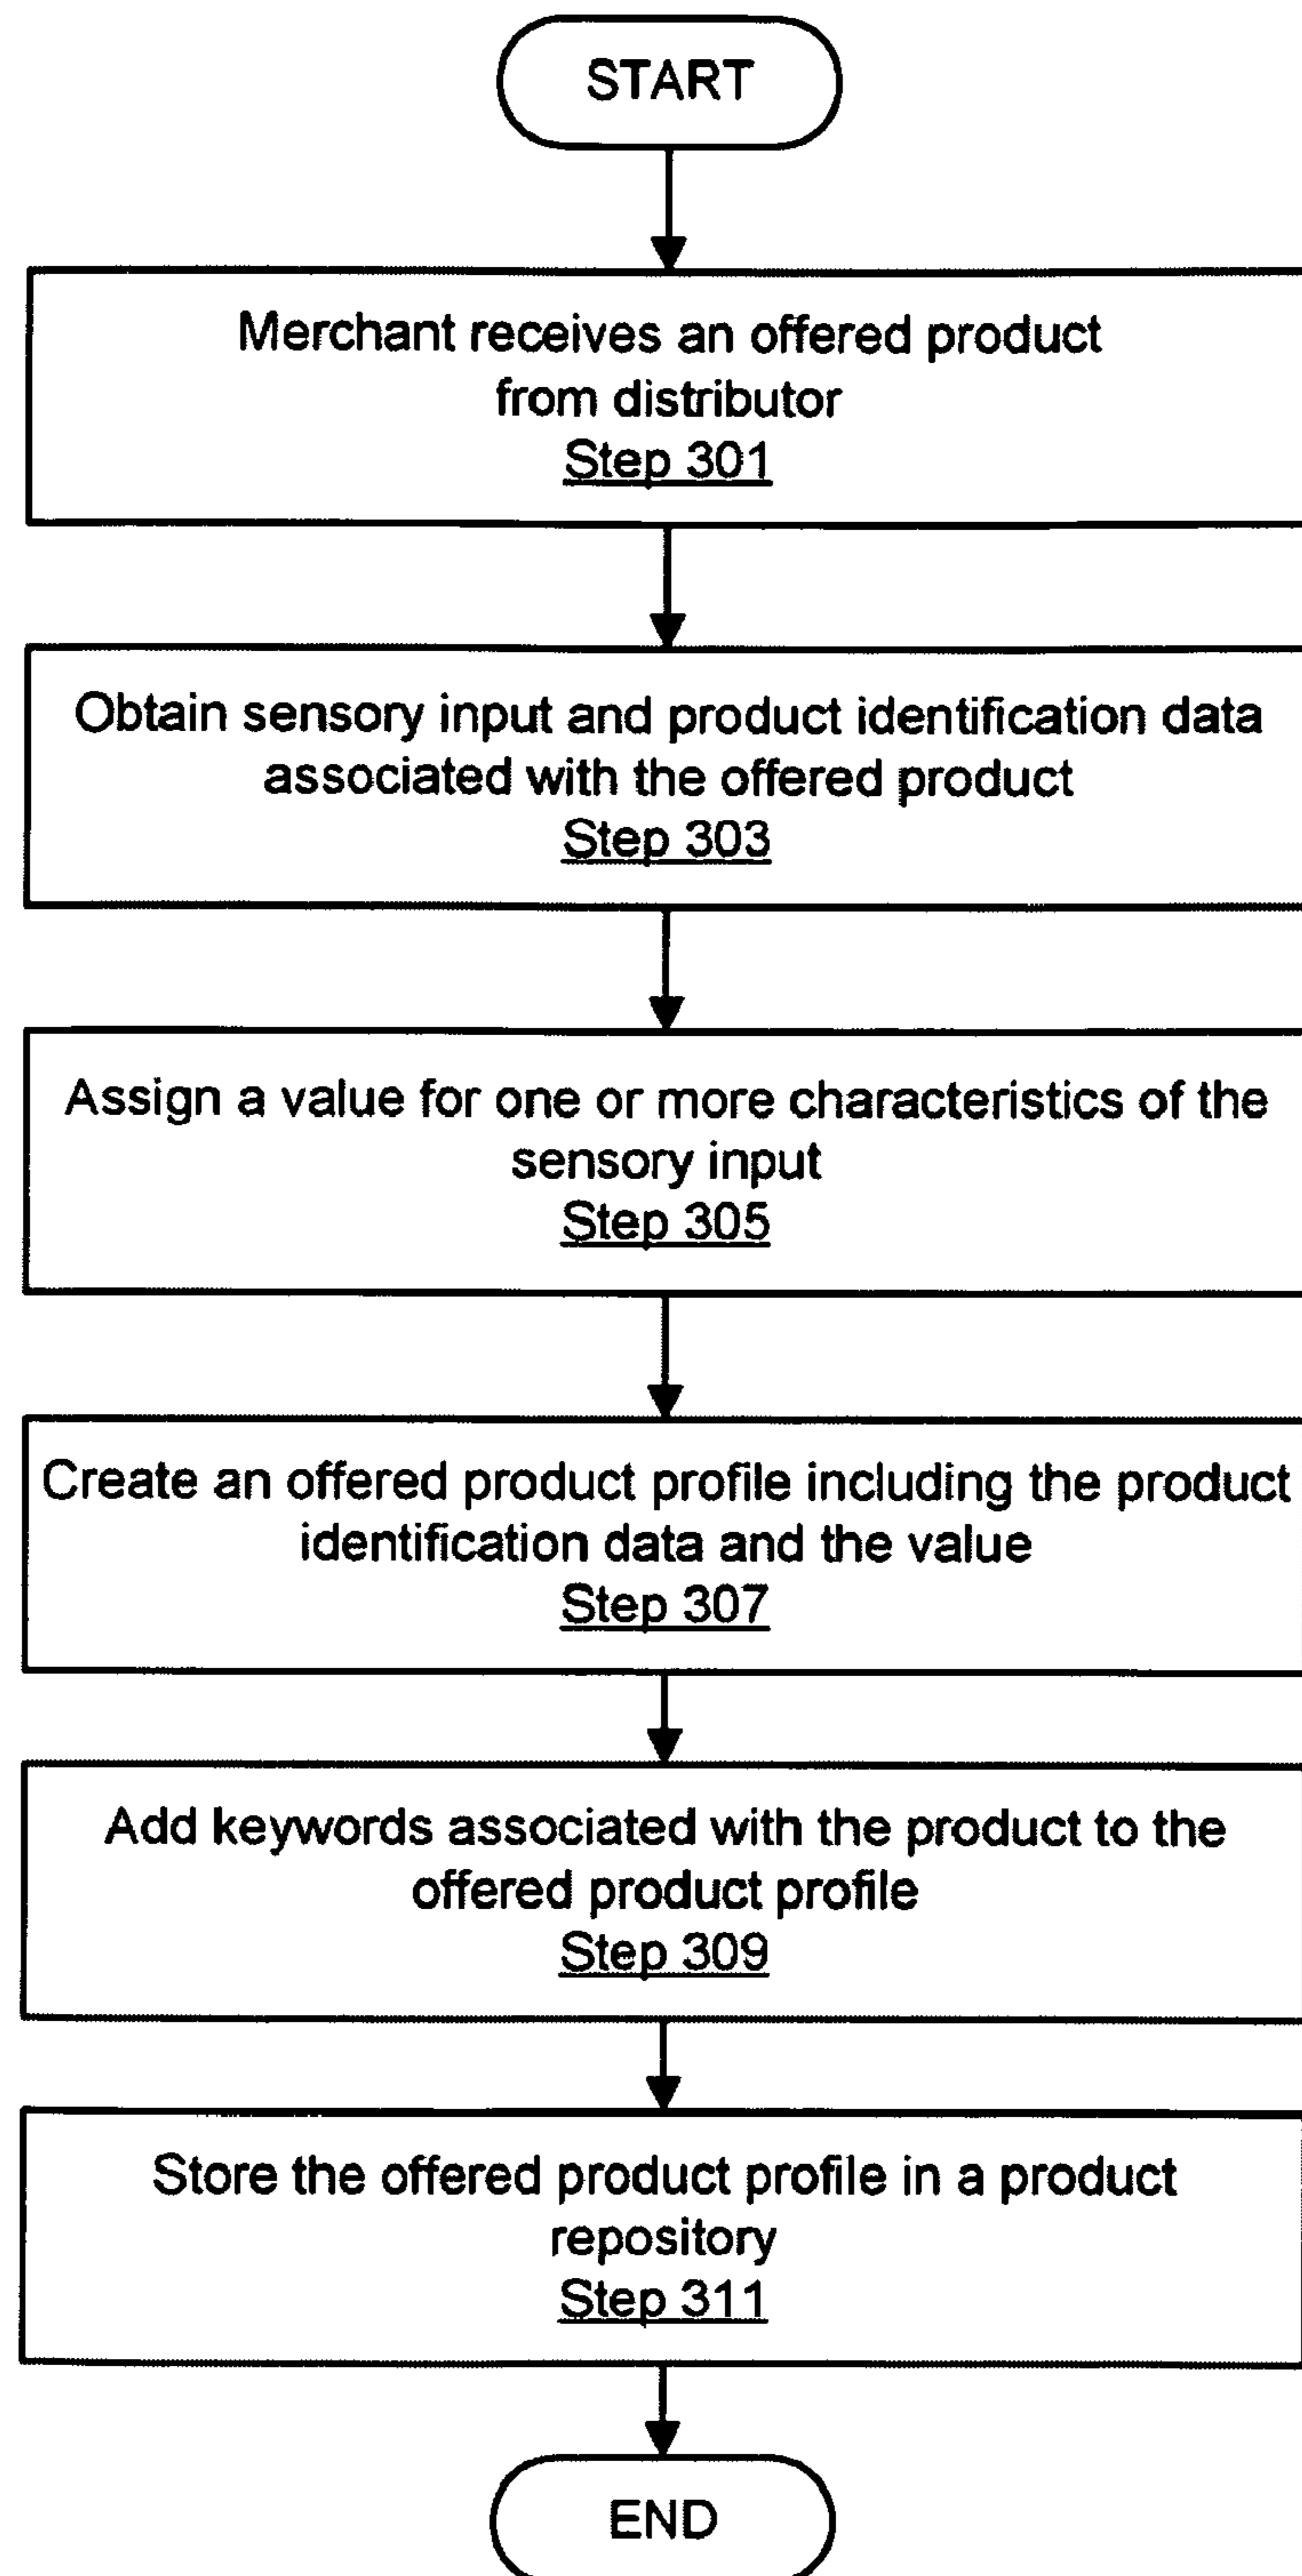 START
Merchant receives an offered product
from distributor
Step 301
Obtain sensory input and product identification data
associated with the offered product
Step 303
Assign a value for one or more characteristics of the
sensory input
Step 305
Create an offered product profile including the product
identification data and the value
Step 307
Add keywords associated with the product to the
offered product profile
Step 309
Store the offered product profile in a product
repository
Step 311
END